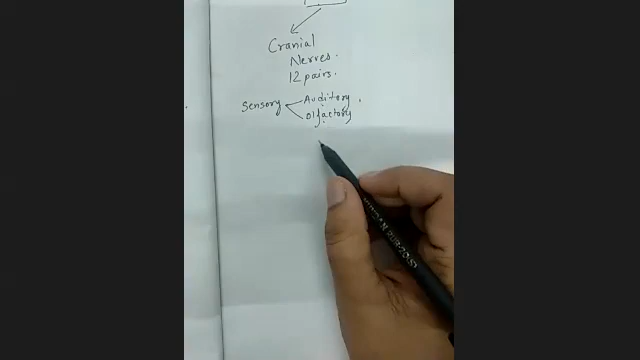 Cranial
Nerves.
12 pairs.
Sensory
Auditory
Olfactory